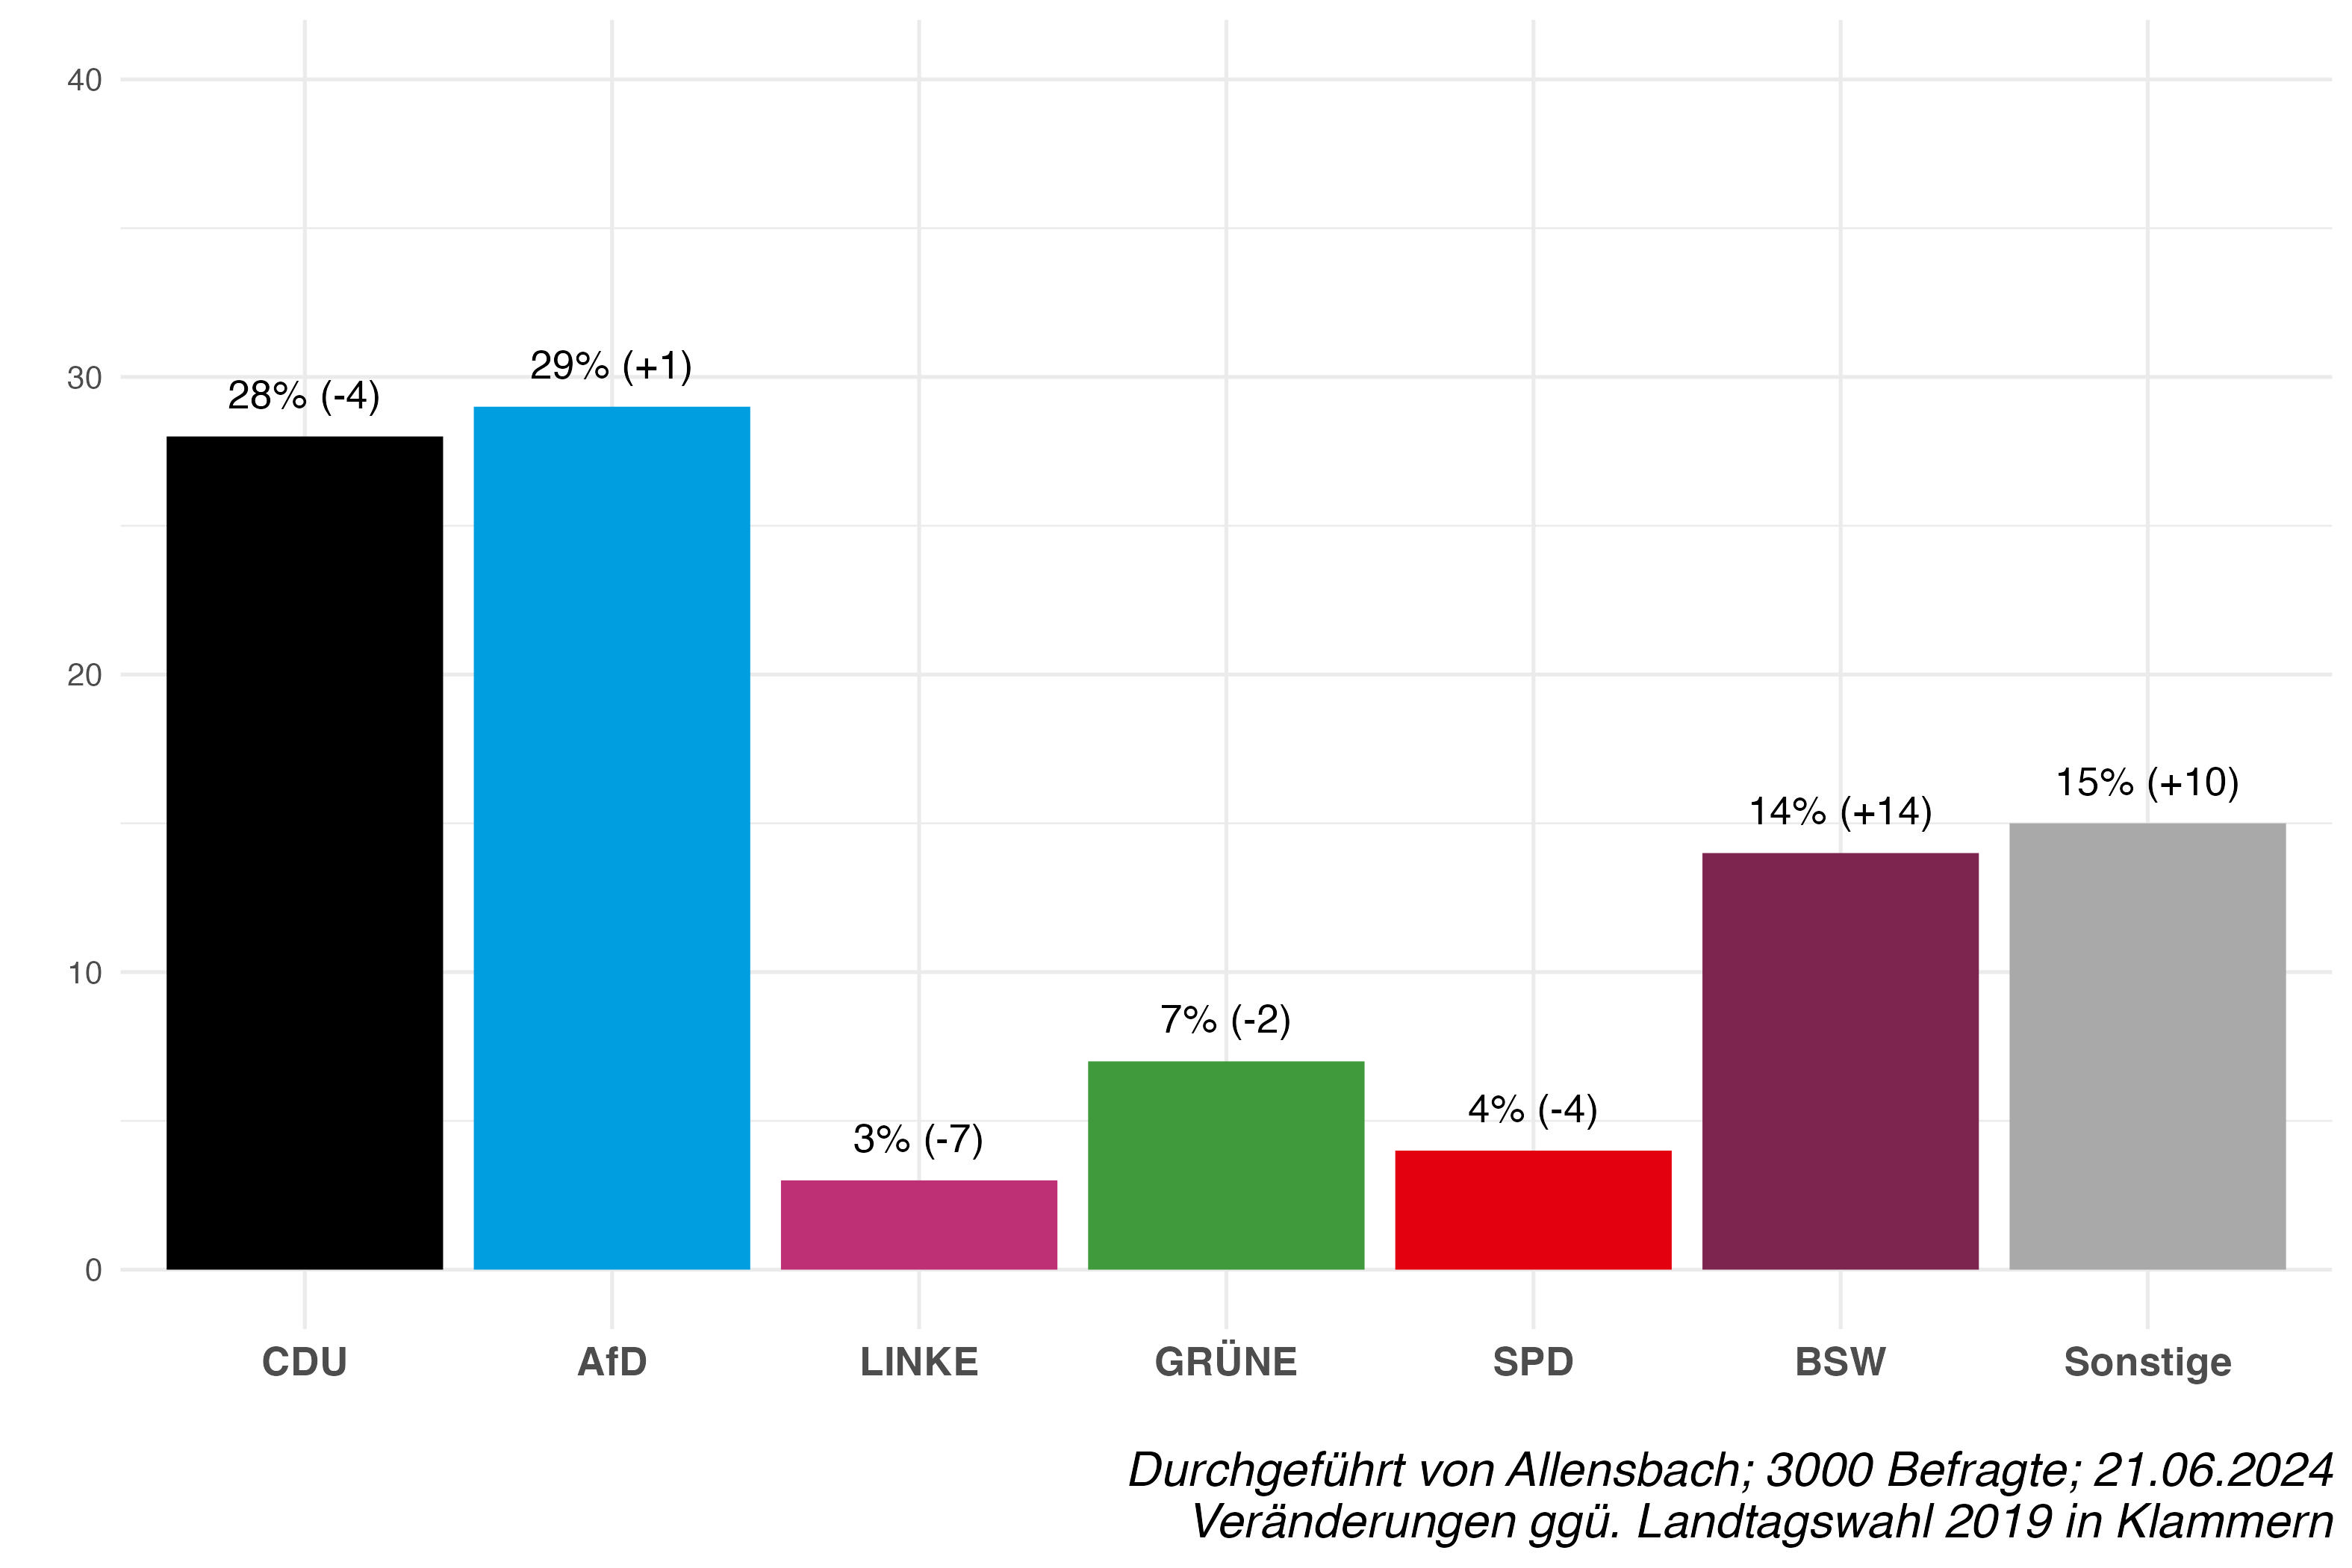 40
30
20
10
0
28% (-4)
29% (+1)
3% (-7)
7% (-2)
4% (-4)
14% (+14)
15% (+10)
CDU
AfD
LINKE
GRÜNE
SPD
BSW
Sonstige
Durchgeführt von Allensbach; 3000 Befragte; 21.06.2024
Veränderungen ggü. Landtagswahl 2019 in Klammern